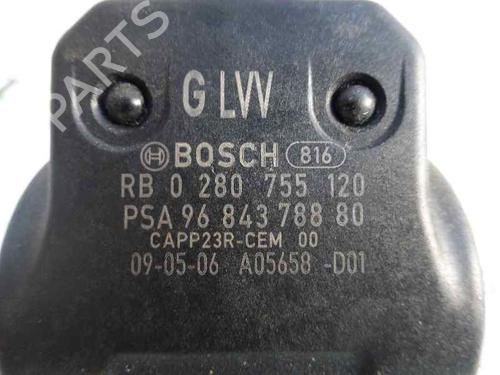 PARTS
G LVV
BOSCH 816
RB 0 280 755 120
PSA 96 843 788 80
CAPP23R-CEM 00
09-05-06 A05658 -D01